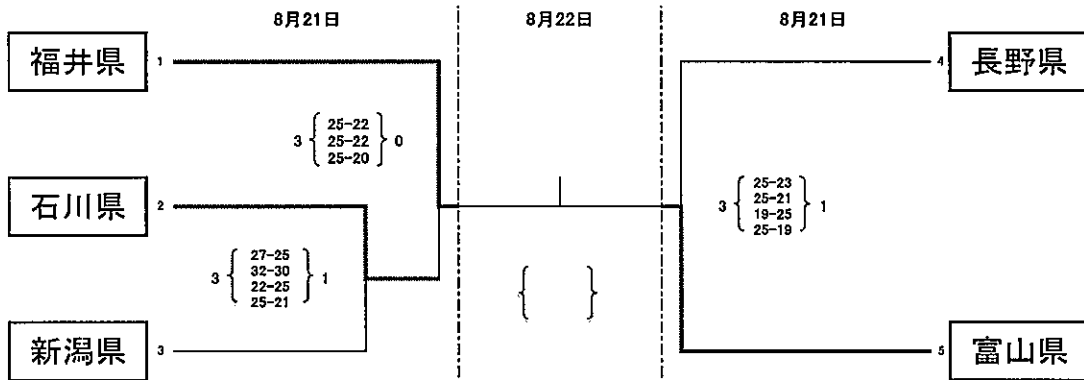 8月21日
8月22日
8月21日
福井県 1
4 長野県
3 { 25-22 25-22 25-20 } 0
石川県 2
3 { 25-23 25-21 19-25 25-19 } 1
3 { 27-25 32-30 22-25 25-21 } 1
{ }
新潟県 3
5 富山県